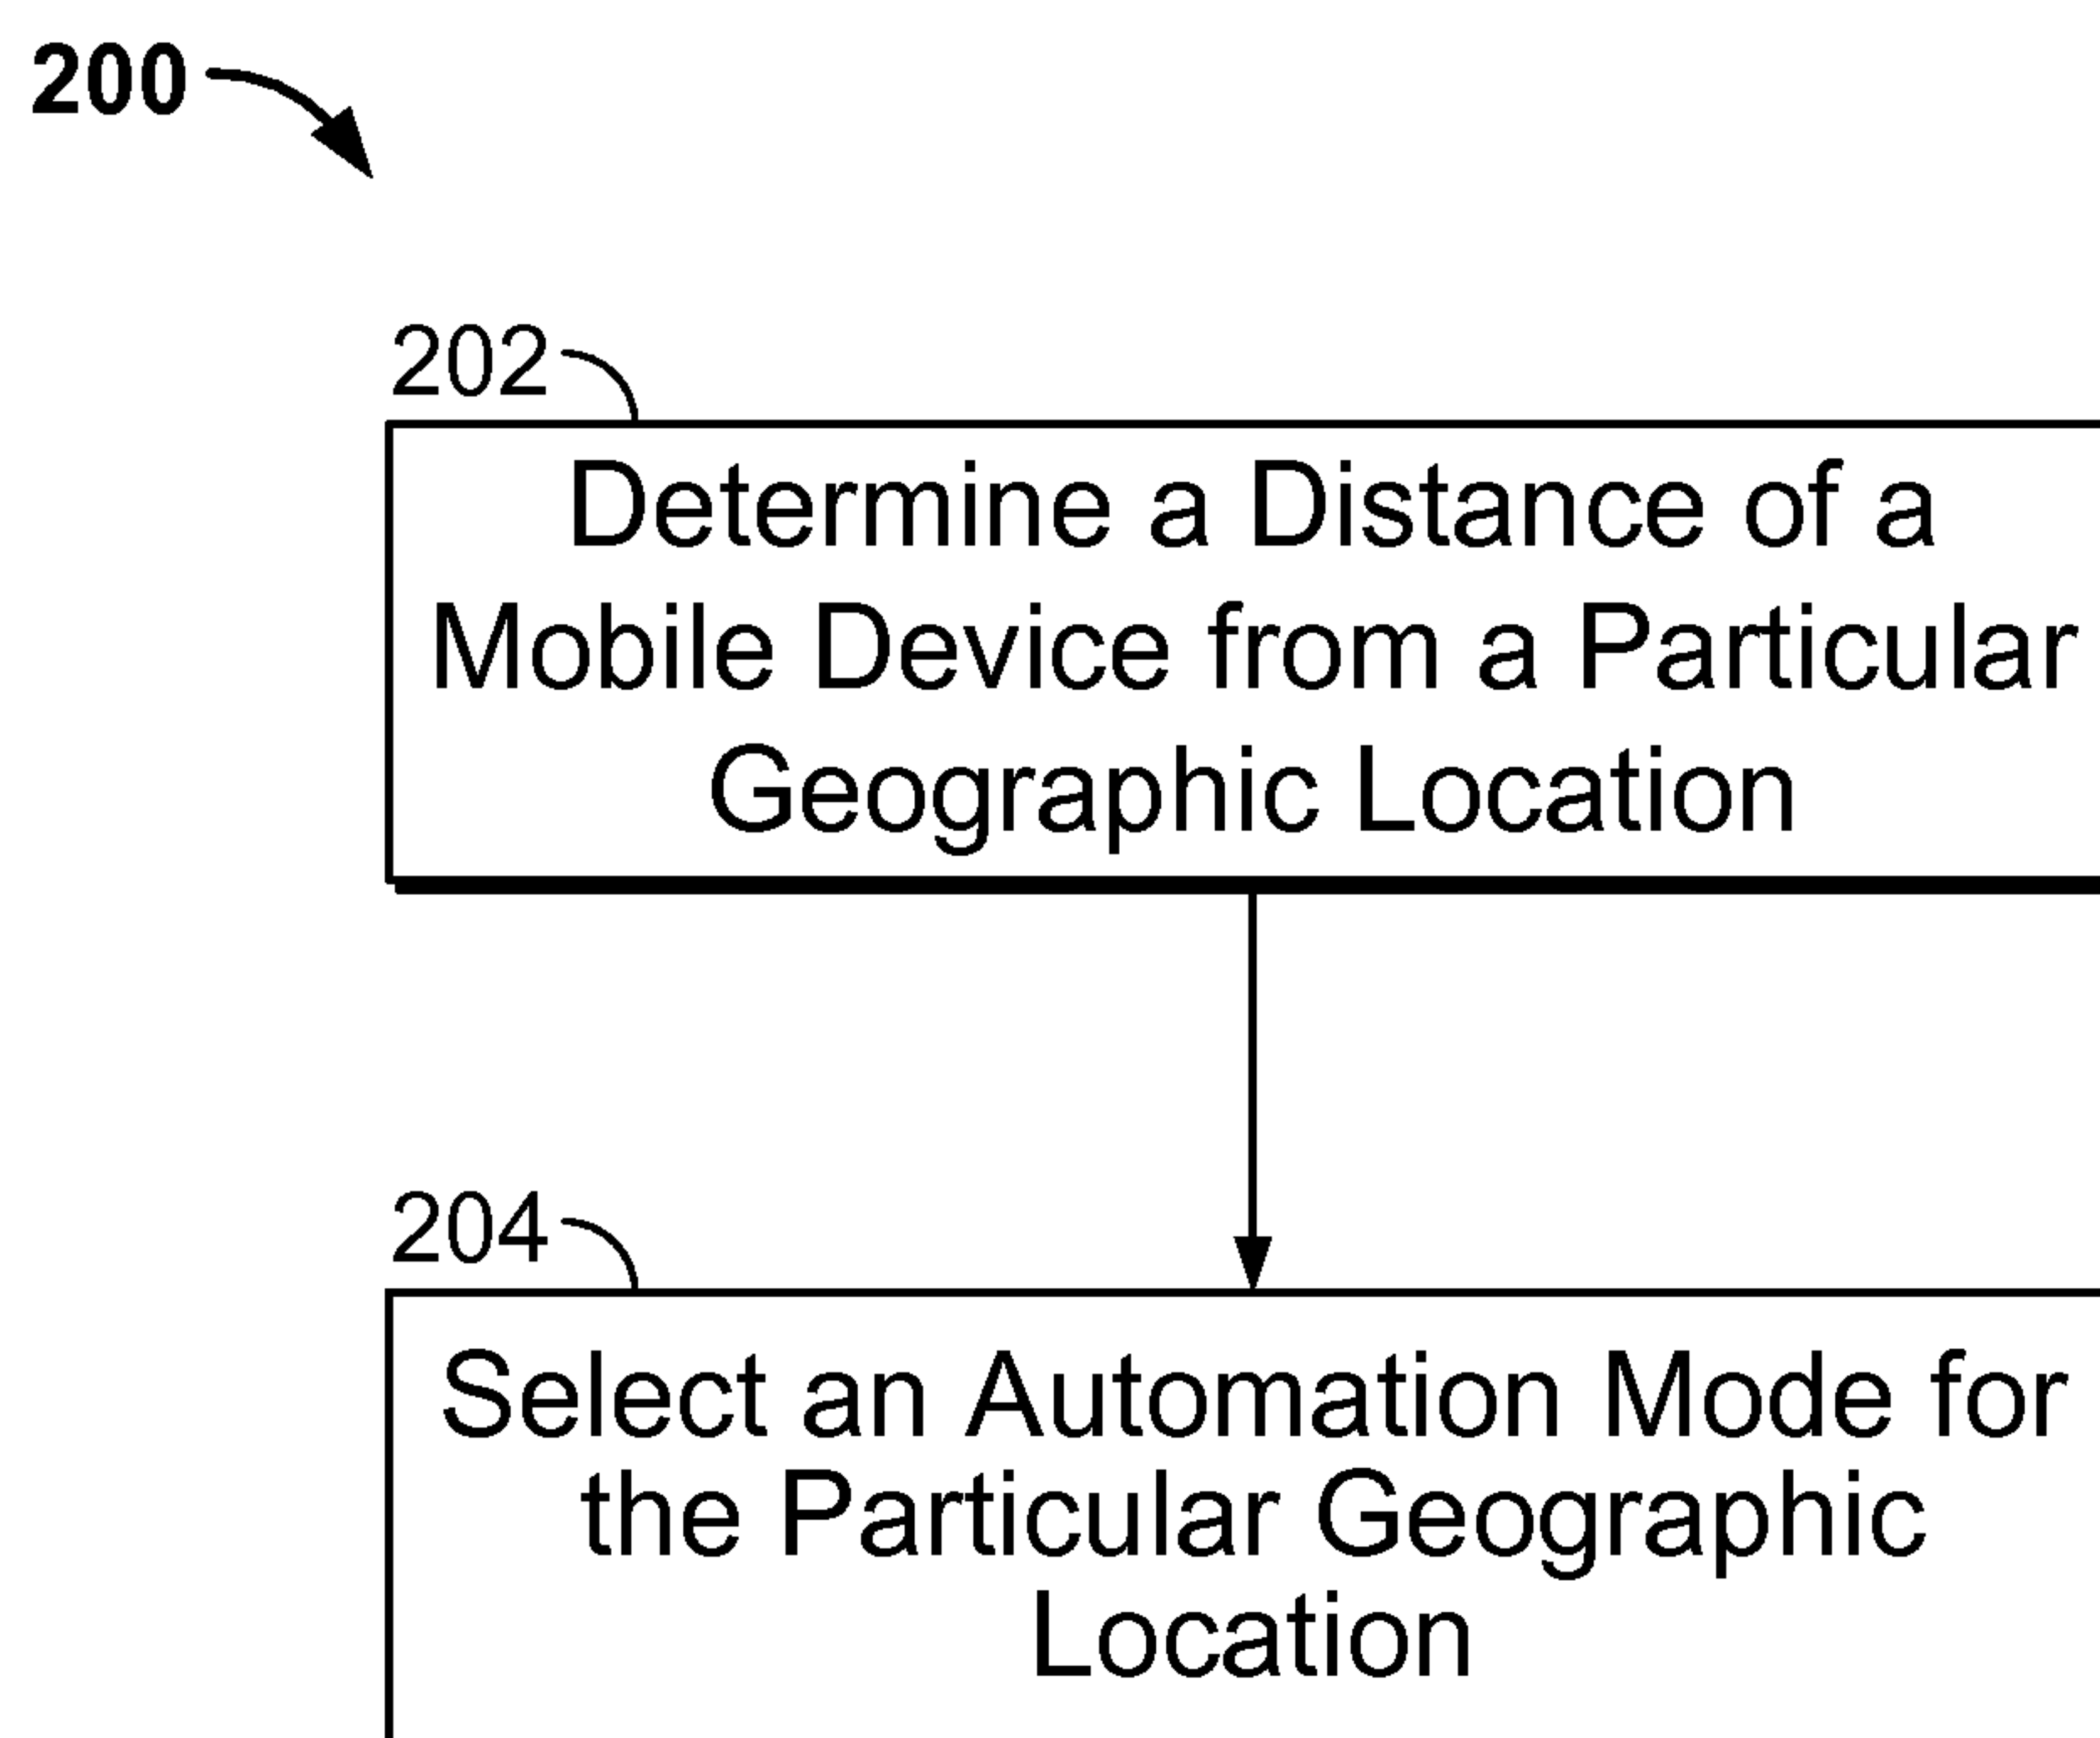 200
202
Determine a Distance of a
Mobile Device from a Particular
Geographic Location
204
Select an Automation Mode for
the Particular Geographic
Location